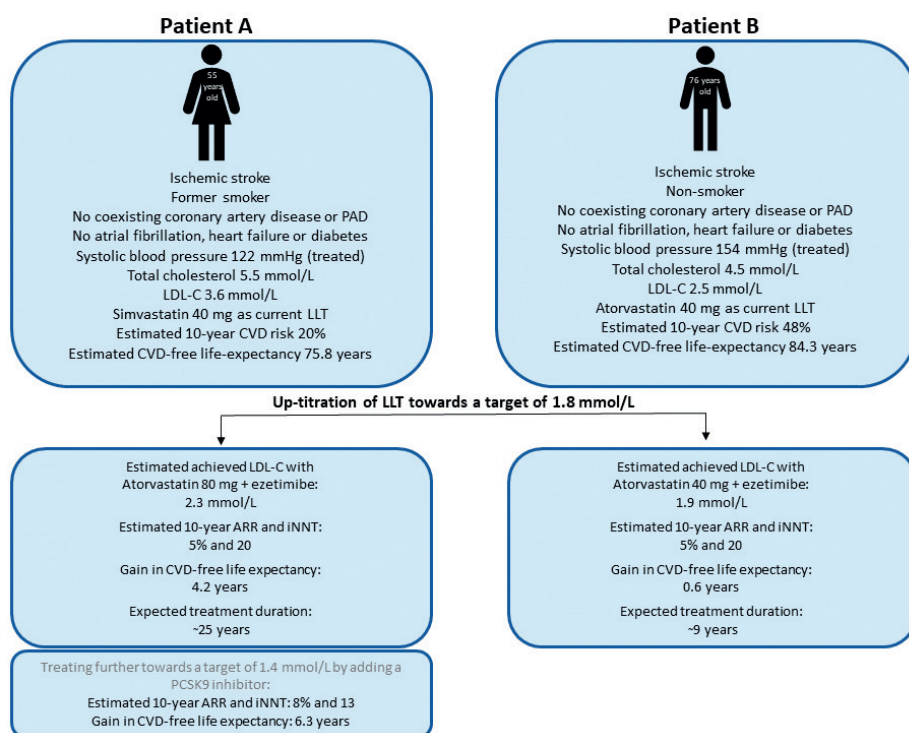 Patient A
55
years
old
Ischemic stroke
Former smoker
No coexisting coronary artery disease or PAD
No atrial fibrillation, heart failure or diabetes
Systolic blood pressure 122 mmHg (treated)
Total cholesterol 5.5 mmol/L
LDL-C 3.6 mmol/L
Simvastatin 40 mg as current LLT
Estimated 10-year CVD risk 20%
Estimated CVD-free life-expectancy 75.8 years
Patient B
76 years
old
Ischemic stroke
Non-smoker
No coexisting coronary artery disease or PAD
No atrial fibrillation, heart failure or diabetes
Systolic blood pressure 154 mmHg (treated)
Total cholesterol 4.5 mmol/L
LDL-C 2.5 mmol/L
Atorvastatin 40 mg as current LLT
Estimated 10-year CVD risk 48%
Estimated CVD-free life-expectancy 84.3 years
Up-titration of LLT towards a target of 1.8 mmol/L
Estimated achieved LDL-C with
Atorvastatin 80 mg + ezetimibe:
2.3 mmol/L
Estimated 10-year ARR and iNNT:
5% and 20
Gain in CVD-free life expectancy:
4.2 years
Expected treatment duration:
~25 years
Treating further towards a target of 1.4 mmol/L by adding a
PCSK9 inhibitor:
Estimated 10-year ARR and iNNT: 8% and 13
Gain in CVD-free life expectancy: 6.3 years
Estimated achieved LDL-C with
Atorvastatin 40 mg + ezetimibe:
1.9 mmol/L
Estimated 10-year ARR and iNNT:
5% and 20
Gain in CVD-free life expectancy:
0.6 years
Expected treatment duration:
~9 years